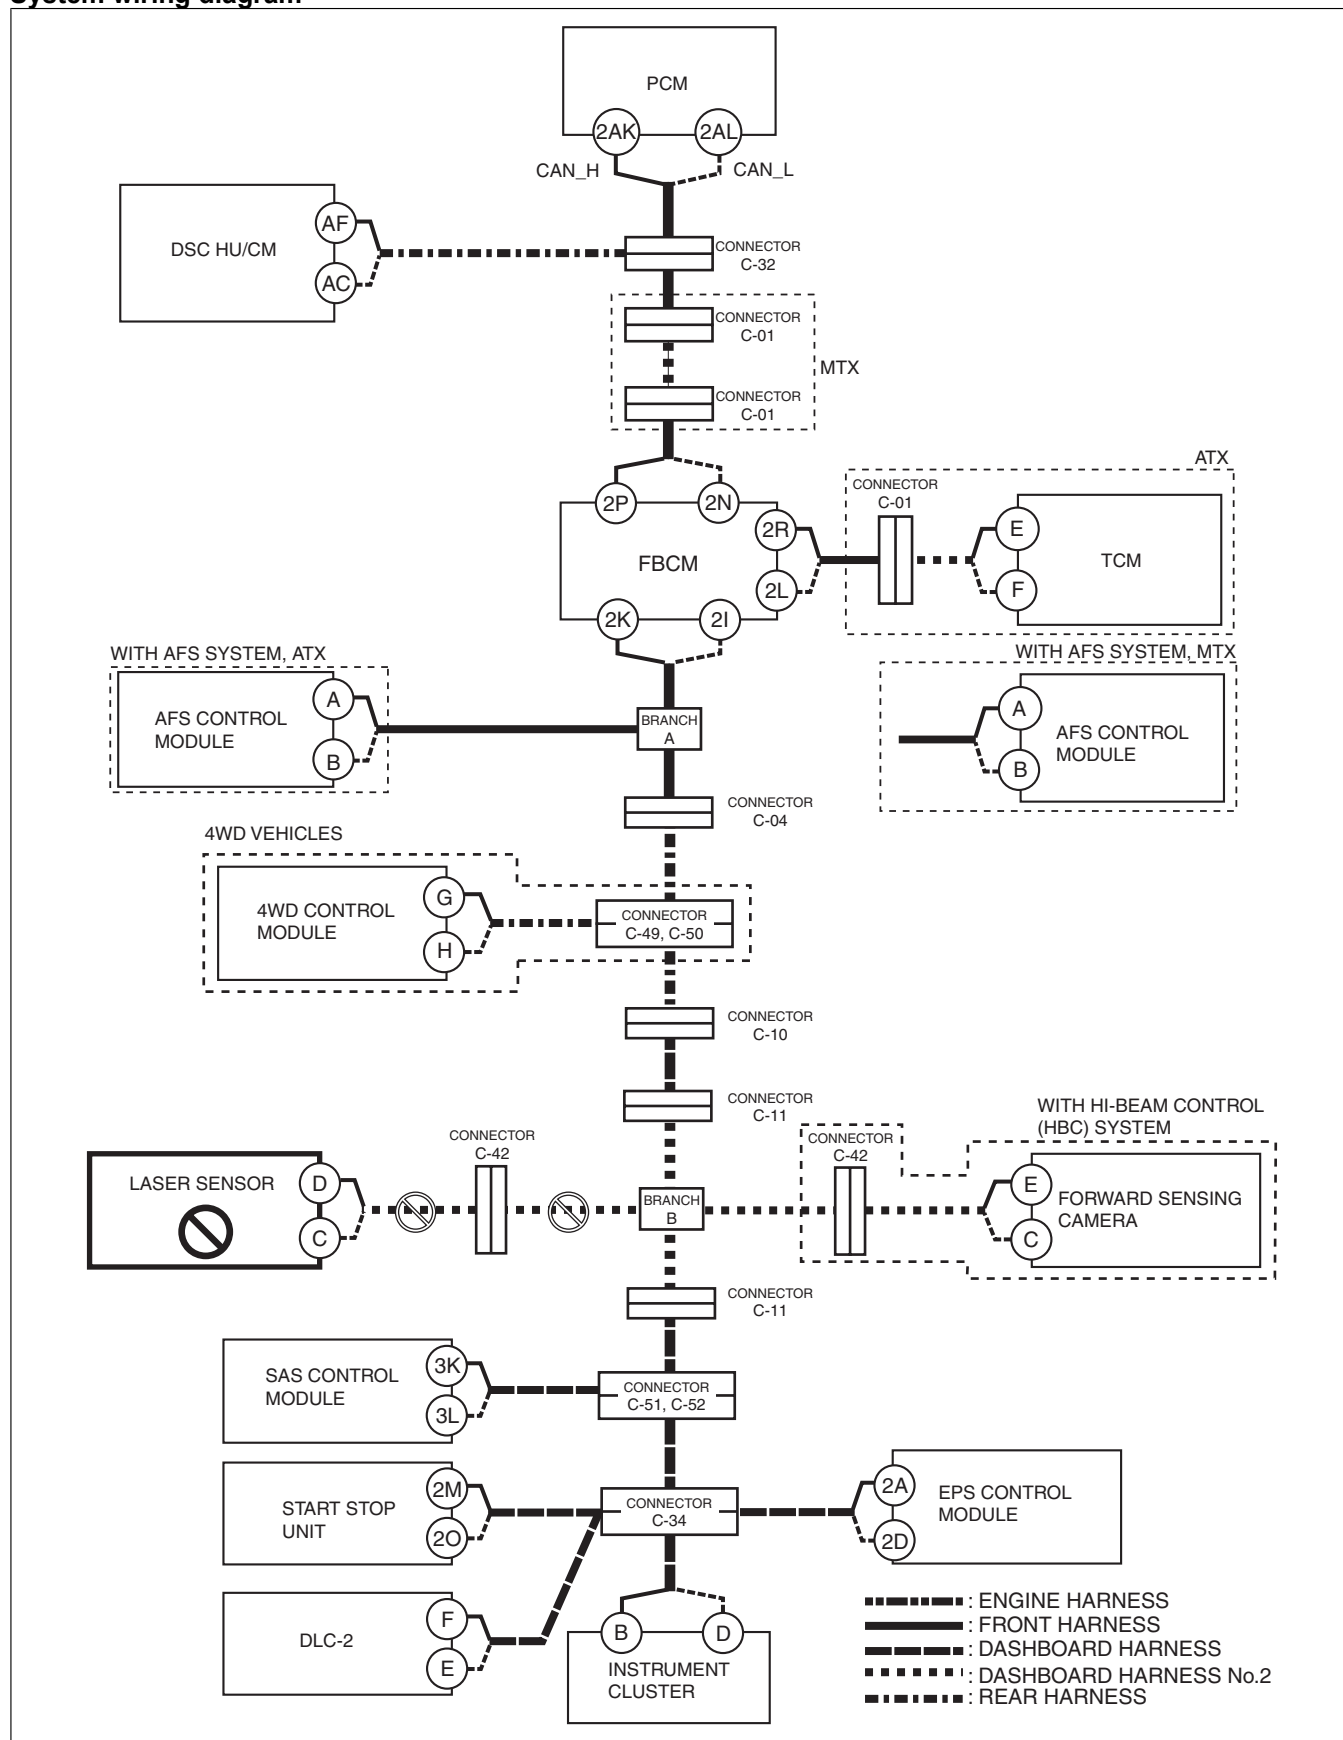 System wiring diagram
PCM
2AK
2AL
CAN_H
CAN_L
DSC HU/CM
AF
AC
CONNECTOR
C-32
CONNECTOR
C-01
MTX
CONNECTOR
C-01
2P
2N
ATX
CONNECTOR
C-01
2R
2L
FBCM
E
F
TCM
2K
2I
WITH AFS SYSTEM, ATX
AFS CONTROL
MODULE
A
B
BRANCH
A
WITH AFS SYSTEM, MTX
A
B
AFS CONTROL
MODULE
CONNECTOR
C-04
4WD VEHICLES
4WD CONTROL
MODULE
G
H
CONNECTOR
C-49, C-50
CONNECTOR
C-10
CONNECTOR
C-11
LASER SENSOR
D
C
CONNECTOR
C-42
BRANCH
B
CONNECTOR
C-42
WITH HI-BEAM CONTROL
(HBC) SYSTEM
E
C
FORWARD SENSING
CAMERA
CONNECTOR
C-11
SAS CONTROL
MODULE
3K
3L
CONNECTOR
C-51, C-52
START STOP
UNIT
2M
2O
CONNECTOR
C-34
2A
2D
EPS CONTROL
MODULE
DLC-2
F
E
B
D
INSTRUMENT
CLUSTER
: ENGINE HARNESS
: FRONT HARNESS
: DASHBOARD HARNESS
: DASHBOARD HARNESS No.2
: REAR HARNESS